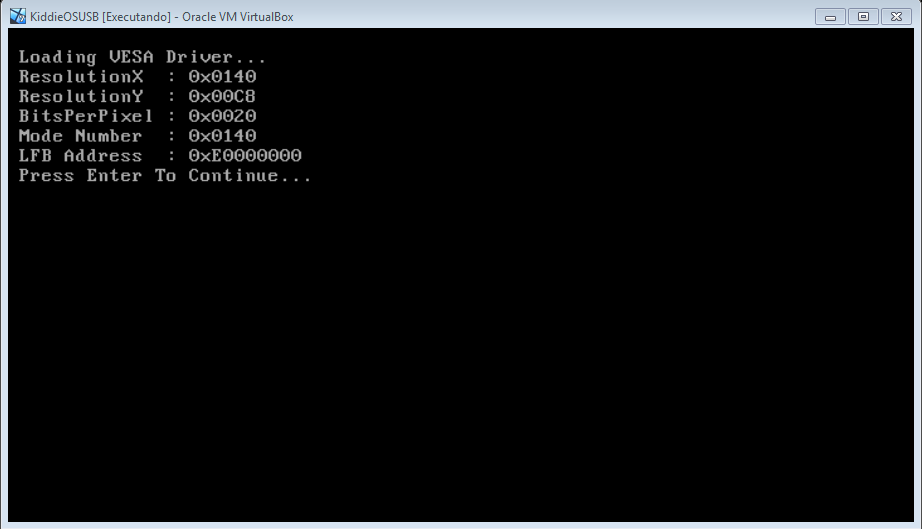 KiddieOSUSB [Executando] - Oracle VM VirtualBox
Loading VESA Driver...
ResolutionX  : 0x0140
ResolutionY  : 0x00C8
BitsPerPixel : 0x0020
Mode Number  : 0x0140
LFB Address  : 0xE0000000
Press Enter To Continue...